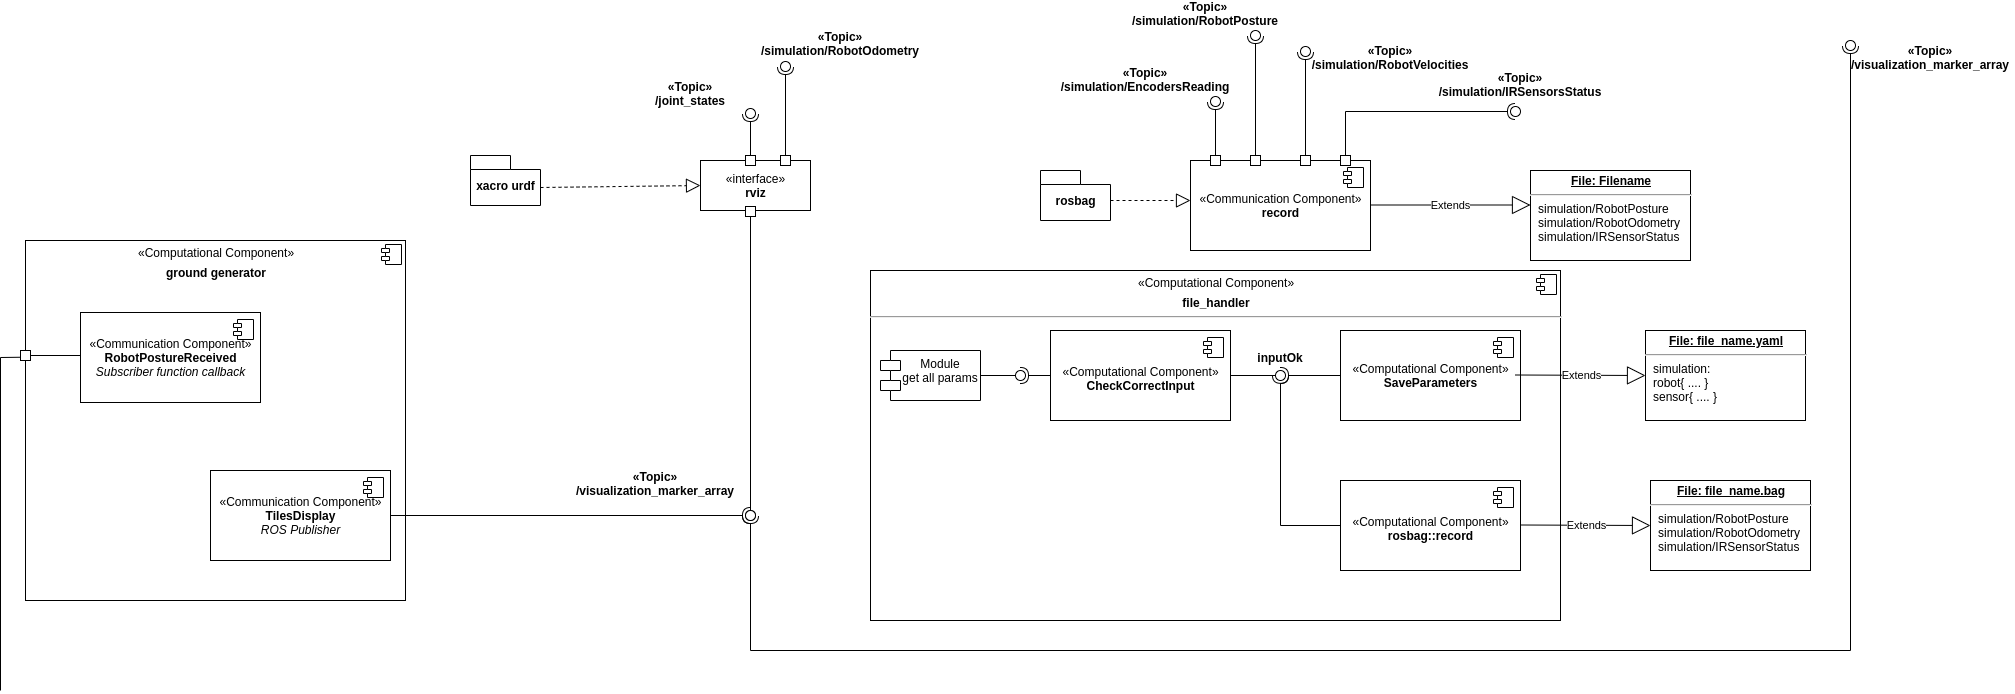 «Topic»
/simulation/RobotPosture
«Topic»
/simulation/RobotOdometry
«Topic»
/simulation/RobotVelocities
«Topic»
/visualization_marker_array
«Topic»
/simulation/EncodersReading
«Topic»
/simulation/IRSensorsStatus
«Topic»
/joint_states
xacro urdf
«interface»
rviz
rosbag
«Communication Component»
record
Extends
File: Filename
simulation/RobotPosture
simulation/RobotOdometry
simulation/IRSensorStatus
«Computational Component»
ground generator
«Communication Component»
RobotPostureReceived
Subscriber function callback
«Communication Component»
TilesDisplay
ROS Publisher
«Topic»
/visualization_marker_array
«Computational Component»
file_handler
Module
get all params
«Computational Component»
CheckCorrectInput
inputOk
«Computational Component»
SaveParameters
Extends
File: file_name.yaml
simulation:
robot{ .... }
sensor{ .... }
«Computational Component»
rosbag::record
Extends
File: file_name.bag
simulation/RobotPosture
simulation/RobotOdometry
simulation/IRSensorStatus